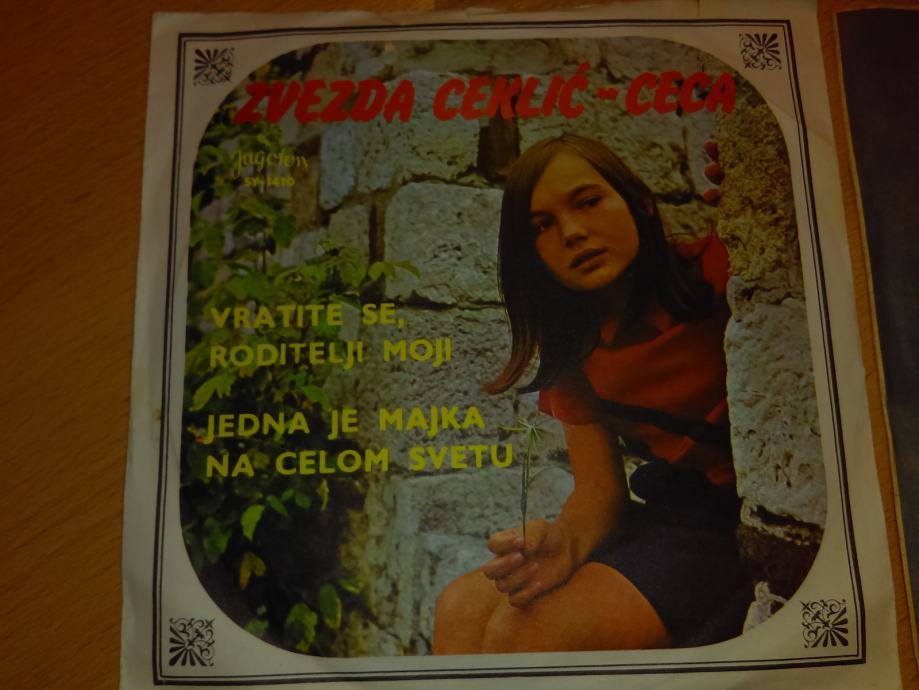 ZVEZDA CEKLIĆ - CECA
Jugoton
SY-1410
VRATITE SE,
RODITELJI MOJI
JEDNA JE MAJKA
NA CELOM SVETU